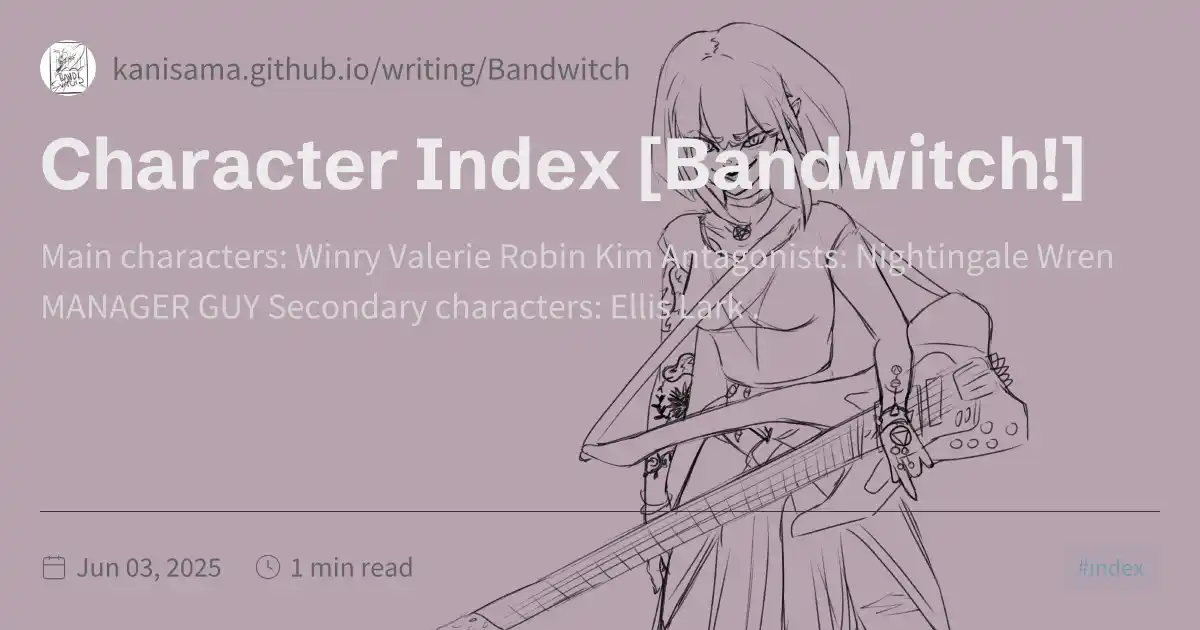 kanisama.github.io/writing/Bandwitch
Character Index [Bandwitch!]
Main characters: Winry Valerie Robin Kim Antagonists: Nightingale Wren
MANAGER GUY Secondary characters: Ellis Lark .
Jun 03, 2025 1 min read #index